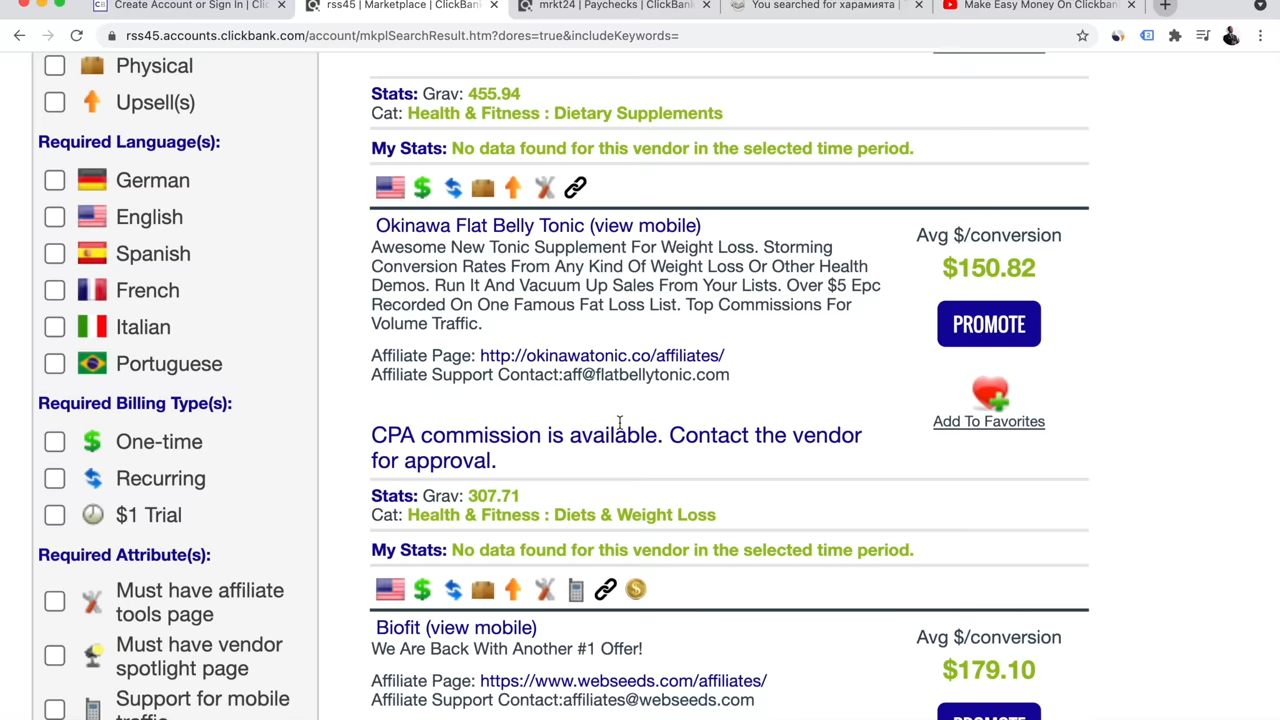 Create Account or Sign In | Clic
rss45 | Marketplace | ClickBank
mrkt24 | Paychecks | ClickBank
You searched for харамията
Make Easy Money On Clickbank
rss45.accounts.clickbank.com/account/mkplSearchResult.htm?dores=true&includeKeywords=
Physical
Upsell(s)
Required Language(s):
German
English
Spanish
French
Italian
Portuguese
Required Billing Type(s):
One-time
Recurring
$1 Trial
Required Attribute(s):
Must have affiliate
tools page
Must have vendor
spotlight page
Support for mobile
traffic
Stats: Grav: 455.94
Cat: Health & Fitness : Dietary Supplements
My Stats: No data found for this vendor in the selected time period.
Okinawa Flat Belly Tonic (view mobile)
Awesome New Tonic Supplement For Weight Loss. Storming
Conversion Rates From Any Kind Of Weight Loss Or Other Health
Demos. Run It And Vacuum Up Sales From Your Lists. Over $5 Epc
Recorded On One Famous Fat Loss List. Top Commissions For
Volume Traffic.
Affiliate Page: http://okinawatonic.co/affiliates/
Affiliate Support Contact:aff@flatbellytonic.com
Avg $/conversion
$150.82
PROMOTE
Add To Favorites
CPA commission is available. Contact the vendor
for approval.
Stats: Grav: 307.71
Cat: Health & Fitness : Diets & Weight Loss
My Stats: No data found for this vendor in the selected time period.
Biofit (view mobile)
We Are Back With Another #1 Offer!
Affiliate Page: https://www.webseeds.com/affiliates/
Affiliate Support Contact:affiliates@webseeds.com
Avg $/conversion
$179.10
PROMOTE